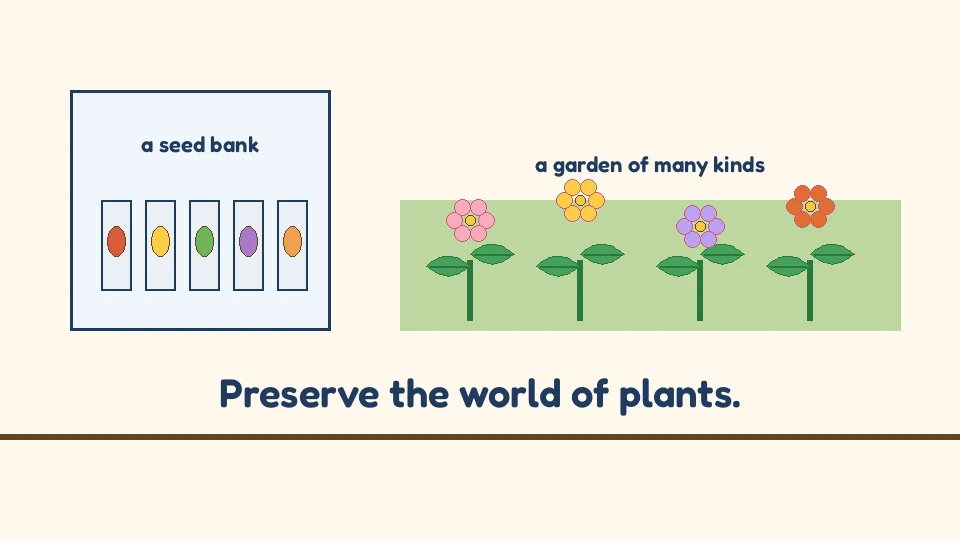 a seed bank
a garden of many kinds
Preserve the world of plants.